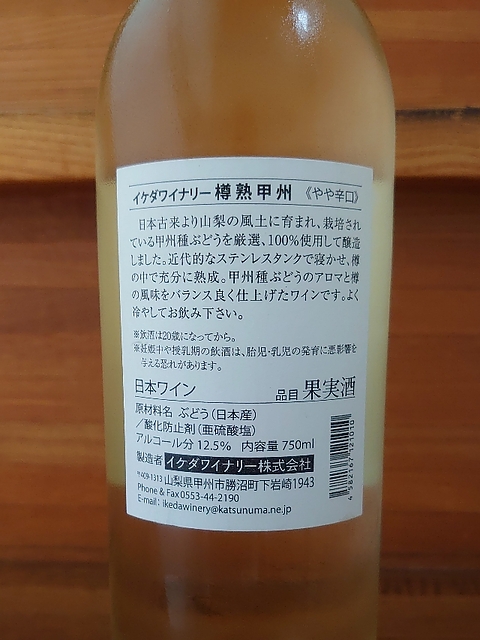 イケダワイナリー 樽熟甲州 《やや辛口》
日本古来より山梨の風土に育まれ、栽培され
ている甲州種ぶどうを厳選、100%使用して醸造
しました。近代的なステンレスタンクで寝かせ、樽
の中で充分に熟成。甲州種ぶどうのアロマと樽
の風味をバランス良く仕上げたワインです。よく
冷やしてお飲み下さい。
※飲酒は20歳になってから。
※妊娠中や授乳期の飲酒は、胎児・乳児の発育に悪影響を
与える恐れがあります。
日本ワイン 品目 果実酒
原材料名 ぶどう(日本産)
/酸化防止剤(亜硫酸塩)
アルコール分 12.5% 内容量 750ml
製造者 イケダワイナリー株式会社
〒409-1313 山梨県甲州市勝沼町下岩崎1943
Phone & Fax 0553-44-2190
E-mail: ikedawinery@katsunuma.ne.jp
4 582167 121010